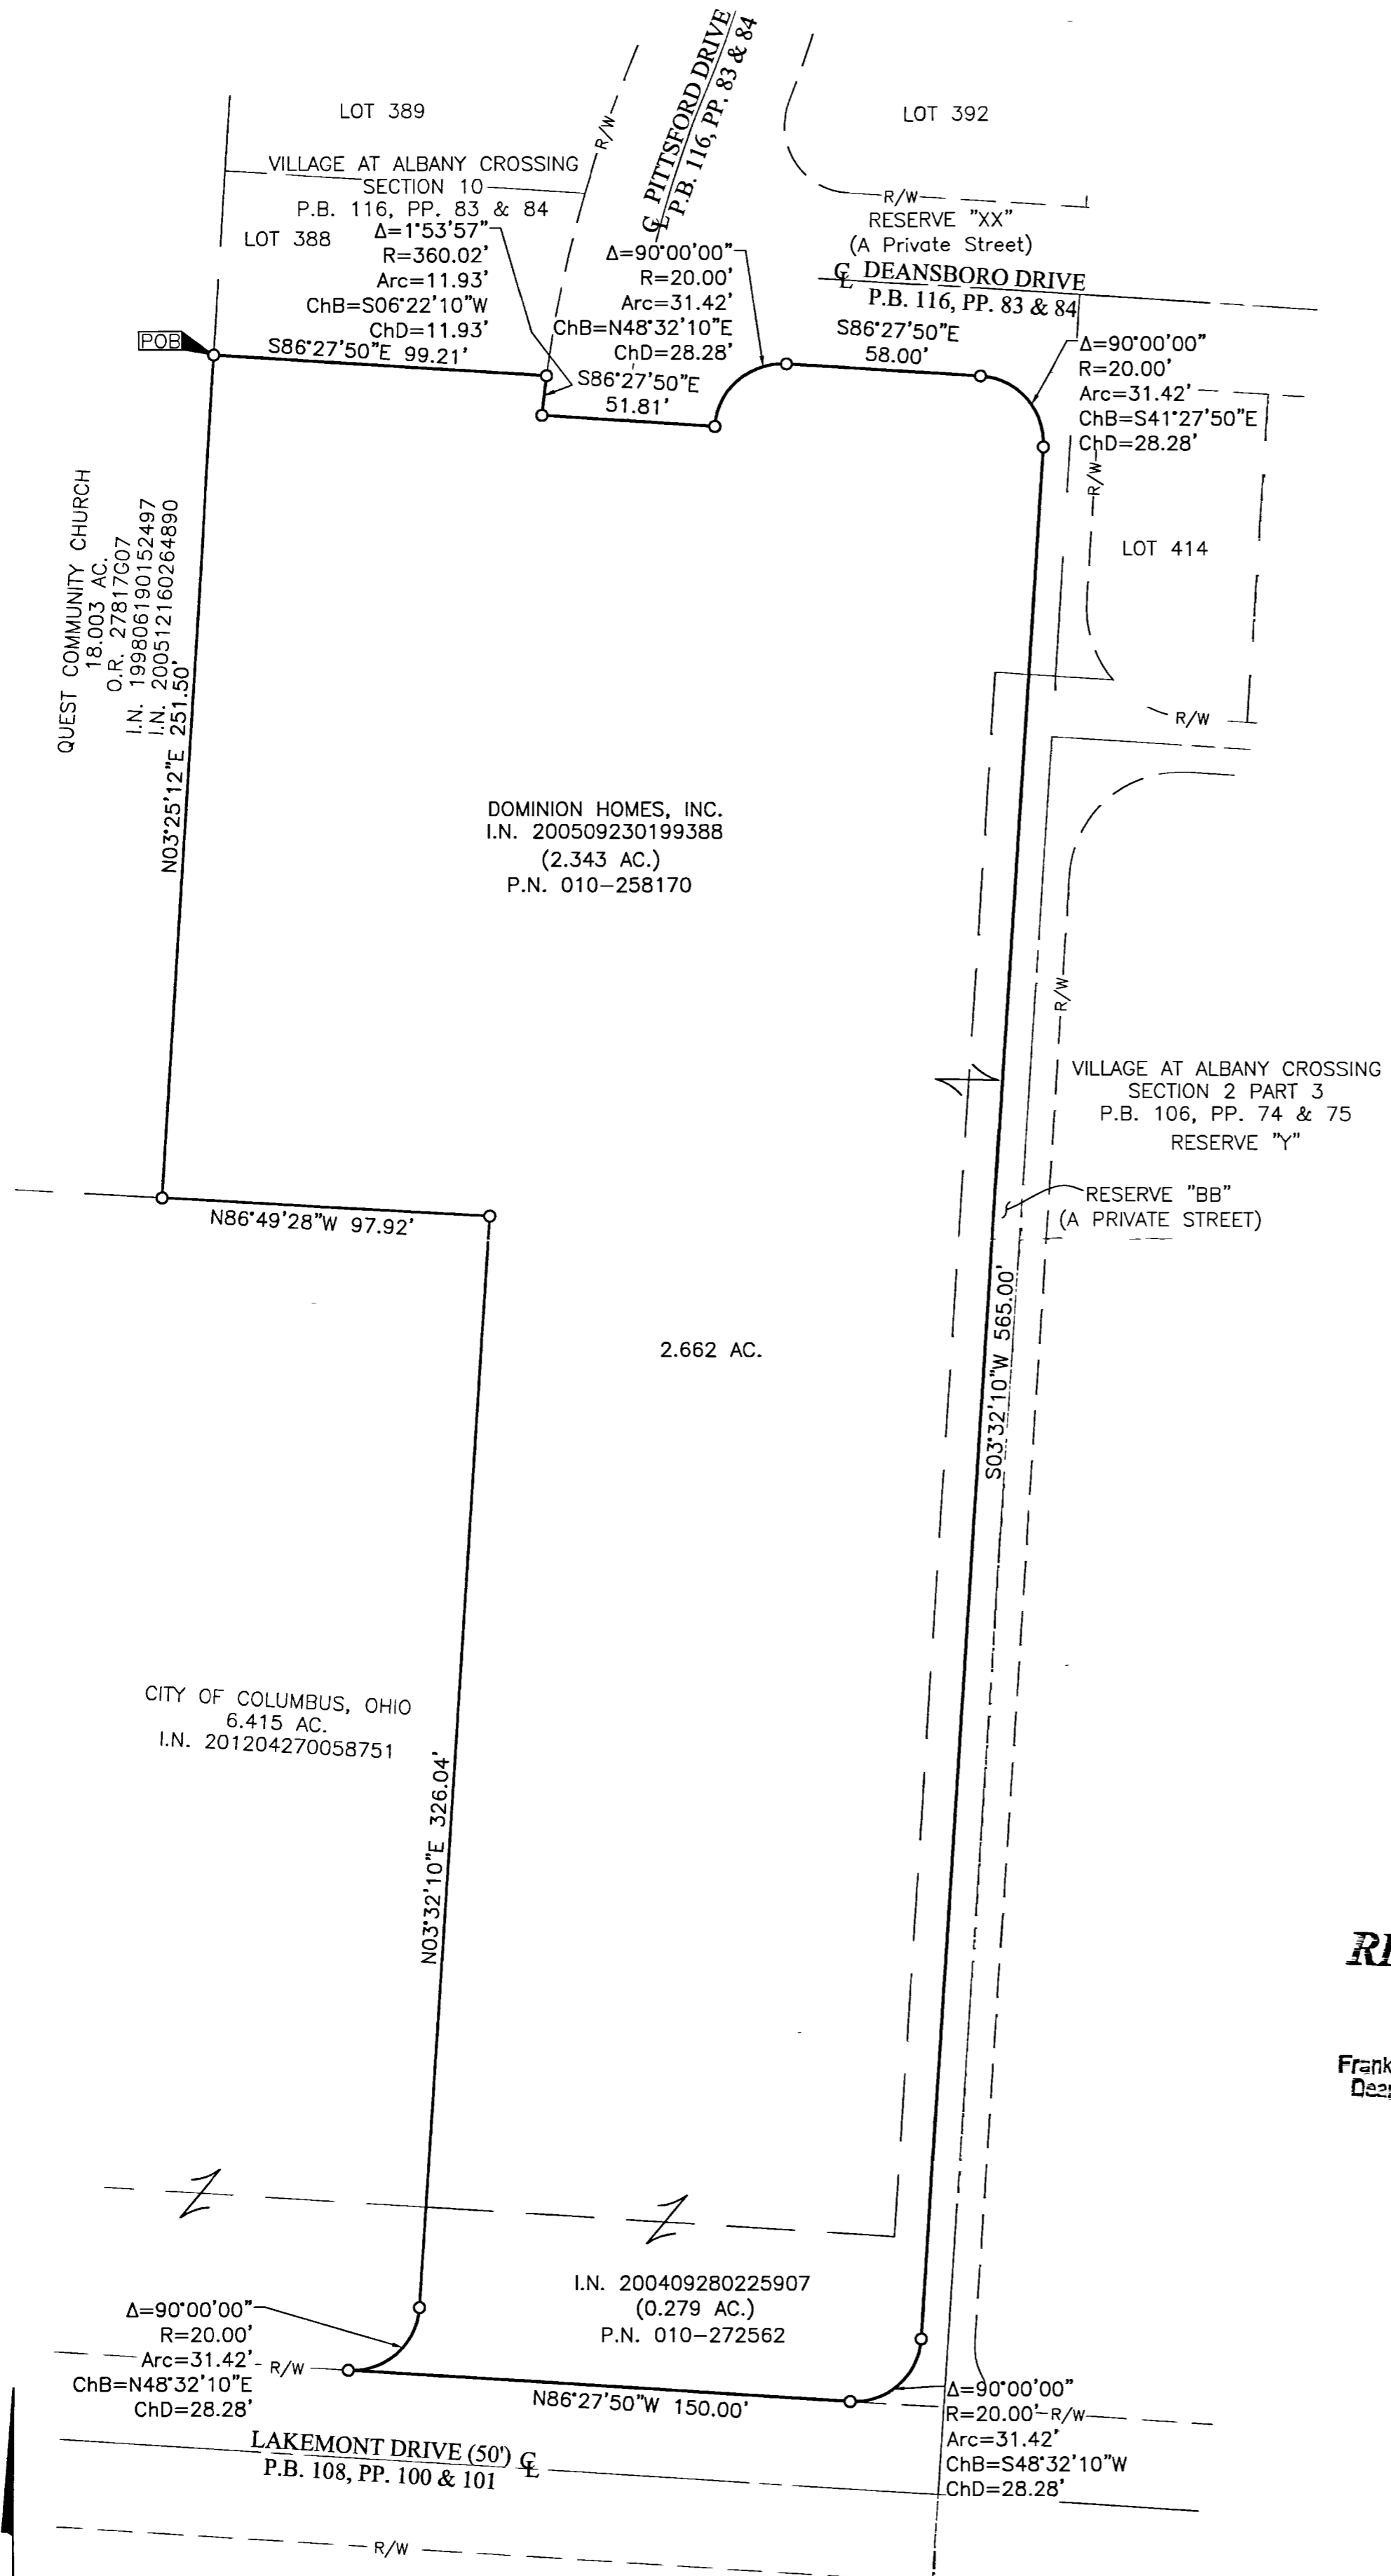 PITTSFORD DRIVE
P.B. 116, PP. 83 & 84
LOT 389
LOT 392
R/W
VILLAGE AT ALBANY CROSSING
SECTION 10
P.B. 116, PP. 83 & 84
LOT 388
Δ=1°53'57"
R=360.02'
Arc=11.93'
ChB=S06°22'10"W
ChD=11.93'
Δ=90°00'00"
R=20.00'
Arc=31.42'
ChB=N48°32'10"E
ChD=28.28'
R/W
RESERVE "XX"
(A Private Street)
℄ DEANSBORO DRIVE
P.B. 116, PP. 83 & 84
POB
S86°27'50"E 99.21'
S86°27'50"E
51.81'
S86°27'50"E
58.00'
Δ=90°00'00"
R=20.00'
Arc=31.42'
ChB=S41°27'50"E
ChD=28.28'
R/W
LOT 414
R/W
QUEST COMMUNITY CHURCH
18.003 AC.
O.R. 27817G07
I.N. 199806190152497
I.N. 200512160264890
N03°25'12"E 251.50'
DOMINION HOMES, INC.
I.N. 200509230199388
(2.343 AC.)
P.N. 010-258170
R/W
VILLAGE AT ALBANY CROSSING
SECTION 2 PART 3
P.B. 106, PP. 74 & 75
RESERVE "Y"
RESERVE "BB"
(A PRIVATE STREET)
N86°49'28"W 97.92'
S03°32'10"W 565.00'
2.662 AC.
CITY OF COLUMBUS, OHIO
6.415 AC.
I.N. 201204270058751
N03°32'10"E 326.04'
Frank
I.N. 200409280225907
(0.279 AC.)
P.N. 010-272562
Δ=90°00'00"
R=20.00'
Arc=31.42'
ChB=N48°32'10"E
ChD=28.28'
R/W
N86°27'50"W 150.00'
Δ=90°00'00"
R=20.00' R/W
Arc=31.42'
ChB=S48°32'10"W
ChD=28.28'
LAKEMONT DRIVE (50') ℄
P.B. 108, PP. 100 & 101
R/W